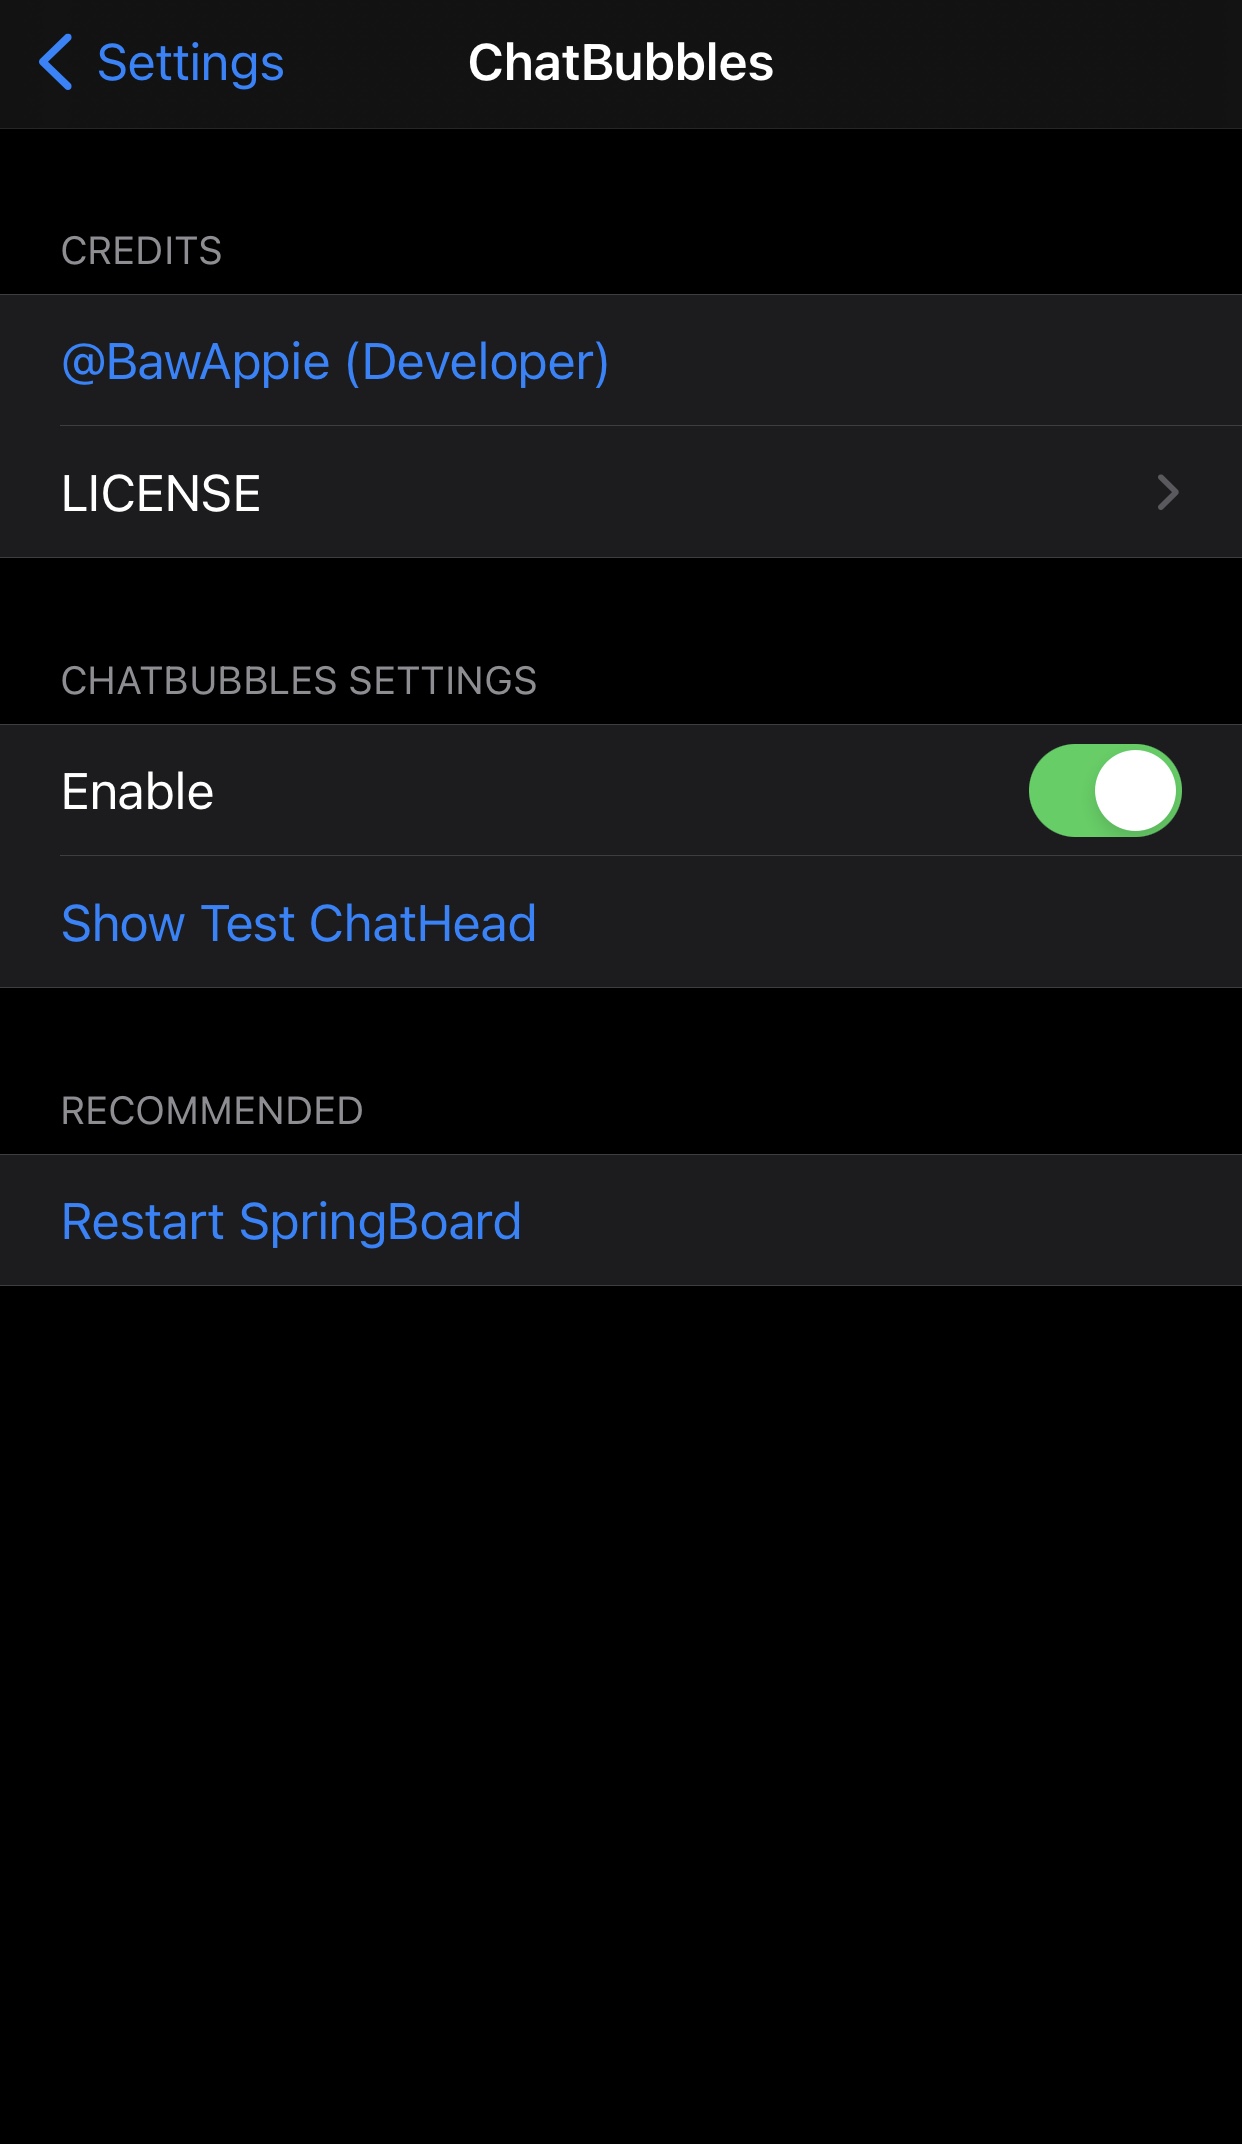 Settings
ChatBubbles
CREDITS
@BawAppie (Developer)
LICENSE
CHATBUBBLES SETTINGS
Enable
Show Test ChatHead
RECOMMENDED
Restart SpringBoard